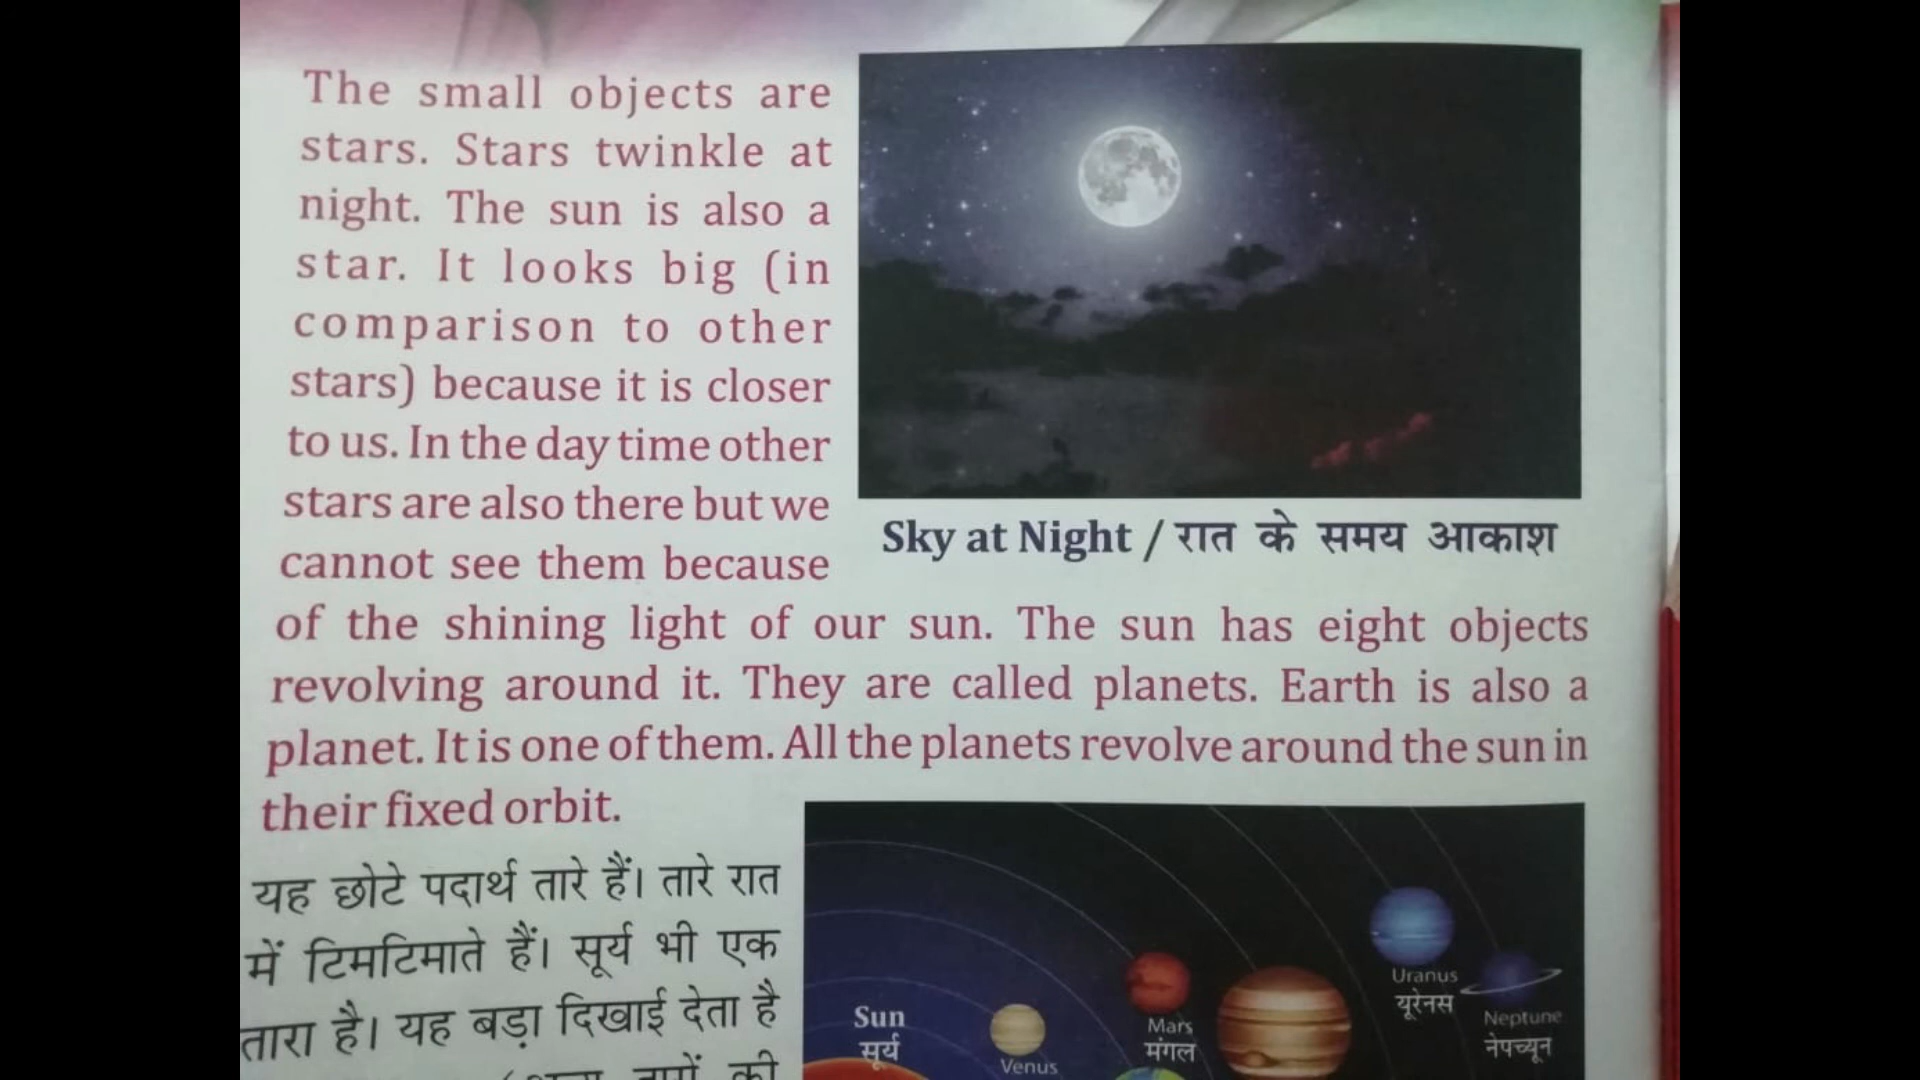 The small objects are
stars. Stars twinkle at
night. The sun is also a
star. It looks big (in
comparison to other
stars) because it is closer
to us. In the day time other
stars are also there but we
cannot see them because
of the shining light of our sun. The sun has eight objects
revolving around it. They are called planets. Earth is also a
planet. It is one of them. All the planets revolve around the sun in
their fixed orbit.
Sky at Night / रात के समय आकाश
यह छोटे पदार्थ तारे हैं। तारे रात
में टिमटिमाते हैं। सूर्य भी एक
तारा है। यह बड़ा दिखाई देता है
Sun
सूर्य
Venus
Mars
मंगल
Uranus
यूरेनस
Neptune
नेपच्यून